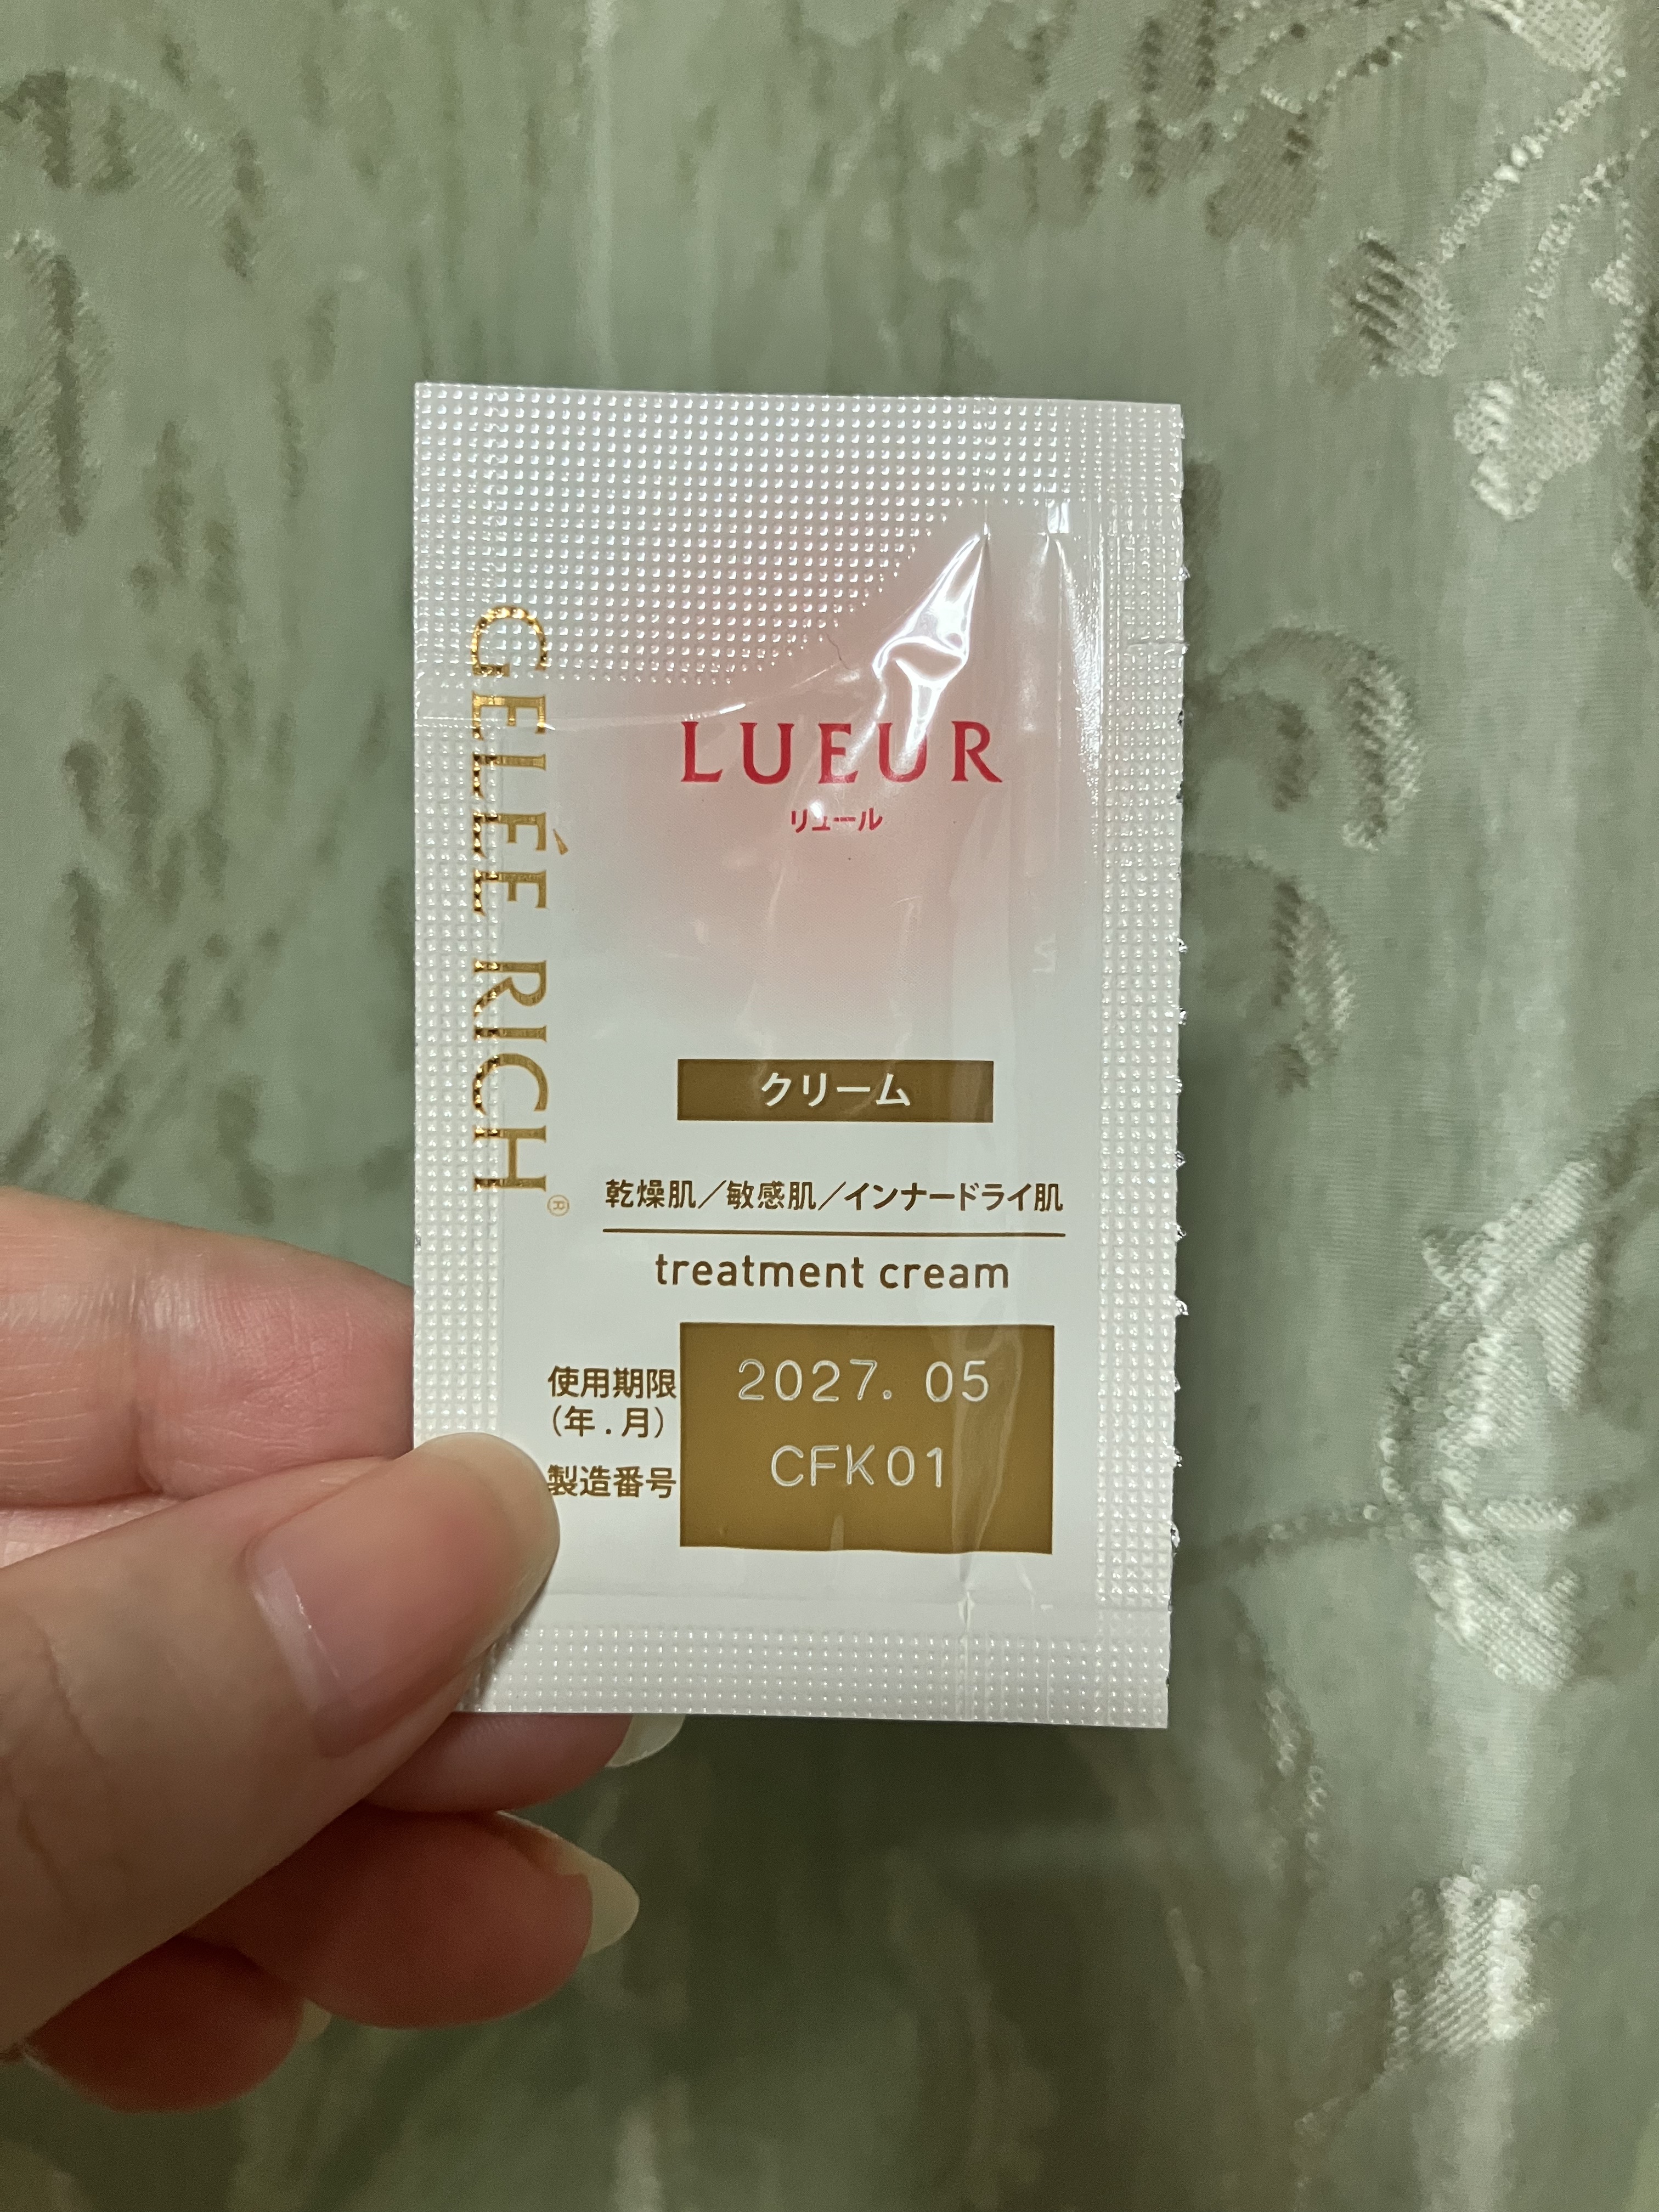 GELÉE RICH®
LUEUR
リュール
クリーム
乾燥肌／敏感肌／インナードライ肌
treatment cream
使用期限 2027. 05
（年.月）
製造番号 CFK01